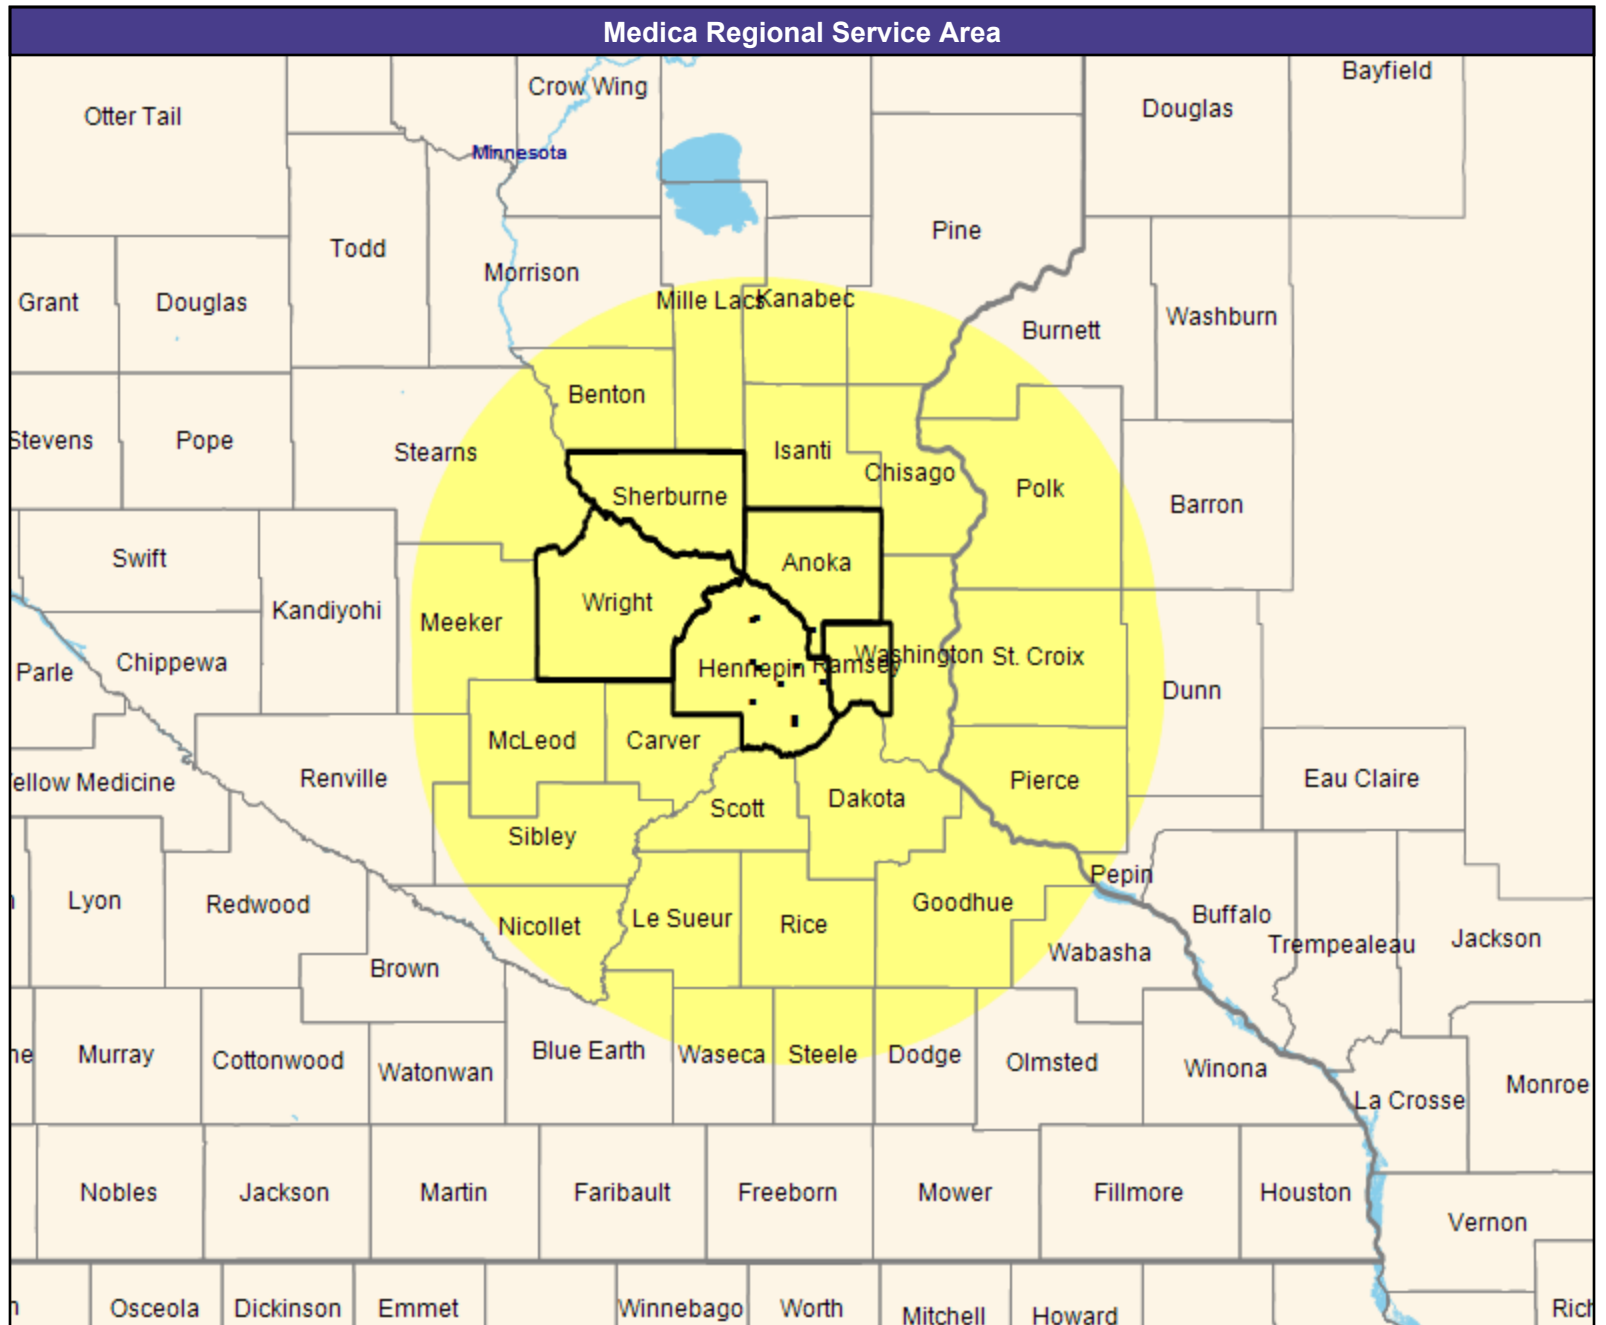 Medica Regional Service Area
Bayfield
Crow Wing
Douglas
Otter Tail
Minnesota
Pine
Todd
Morrison
Mille Lacs
Kanabec
Grant
Douglas
Washburn
Burnett
Benton
Stevens
Pope
Stearns
Isanti
Chisago
Polk
Sherburne
Barron
Swift
Anoka
Wright
Kandiyohi
Meeker
Parle
Chippewa
Hennepin
Ramsey
Washington
St. Croix
Dunn
McLeod
Carver
ellow Medicine
Renville
Pierce
Eau Claire
Scott
Dakota
Sibley
Pepin
Lyon
Redwood
Nicollet
Le Sueur
Rice
Goodhue
Buffalo
Trempealeau
Jackson
Wabasha
Brown
ne
Murray
Cottonwood
Watonwan
Blue Earth
Waseca
Steele
Dodge
Olmsted
Winona
La Crosse
Monroe
Nobles
Jackson
Martin
Faribault
Freeborn
Mower
Fillmore
Houston
Vernon
Osceola
Dickinson
Emmet
Winnebago
Worth
Mitchell
Howard
Rich